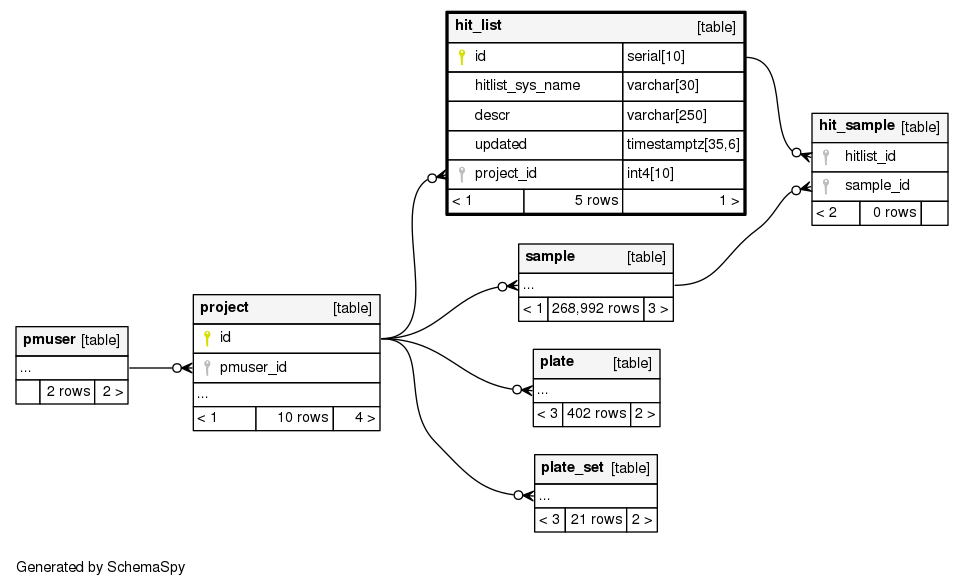 hit_list [table]
id serial[10]
hitlist_sys_name varchar[30]
descr varchar[250]
updated timestamptz[35,6]
project_id int4[10]
< 1 5 rows 1 >
hit_sample [table]
hitlist_id
sample_id
< 2 0 rows
sample [table]
...
< 1 268,992 rows 3 >
project [table]
id
pmuser_id
...
< 1 10 rows 4 >
pmuser [table]
...
2 rows 2 >
plate [table]
...
< 3 402 rows 2 >
plate_set [table]
...
< 3 21 rows 2 >
Generated by SchemaSpy